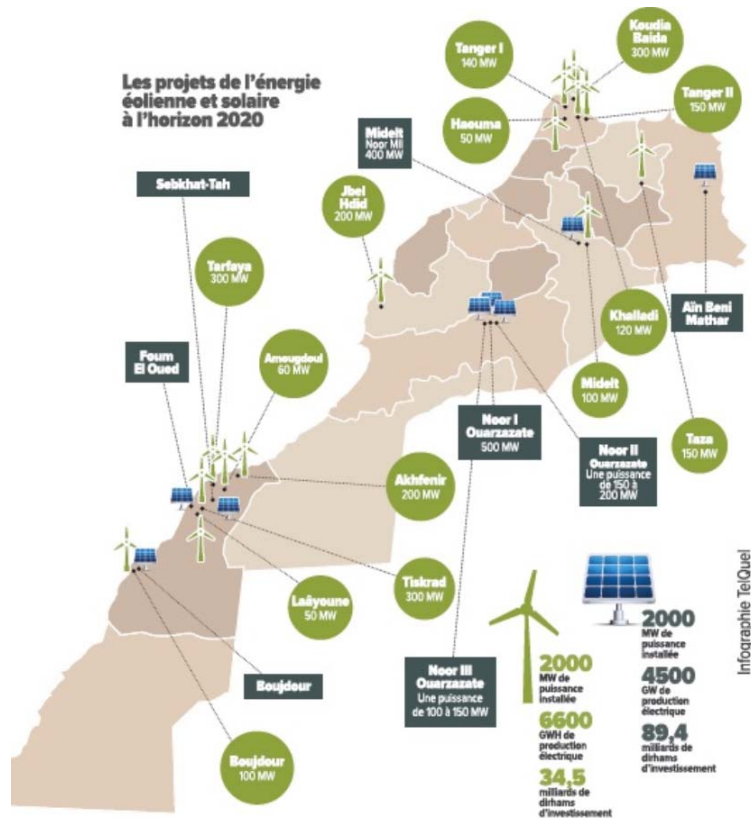 Les projets de l'énergie
éolienne et solaire
à l'horizon 2020
Koudia
Baida
300 MW
Tanger I
140 MW
Tanger II
150 MW
Haouma
50 MW
Midelt
Noor MII
400 MW
Sebkhat-Tah
Jbel
Hdid
200 MW
Tarfaya
300 MW
Foum
El Oued
Amougdoul
60 MW
Khalladi
120 MW
Aïn Beni
Mathar
Midelt
100 MW
Taza
150 MW
Noor I
Ouarzazate
500 MW
Noor II
Ouarzazate
Une puissance
de 150 à
200 MW
Akhfenir
200 MW
Tiskrad
300 MW
Laâyoune
50 MW
Noor III
Ouarzazate
Une puissance
de 100 à 150 MW
Boujdour
Boujdour
100 MW
2000
MW de
puissance
installée
6600
GWH de
production
électrique
34,5
milliards de
dirhams
d'investissement
2000
MW de
puissance
installée
4500
GW de
production
électrique
89,4
milliards de
dirhams
d'investissement
Infographie TelQuel